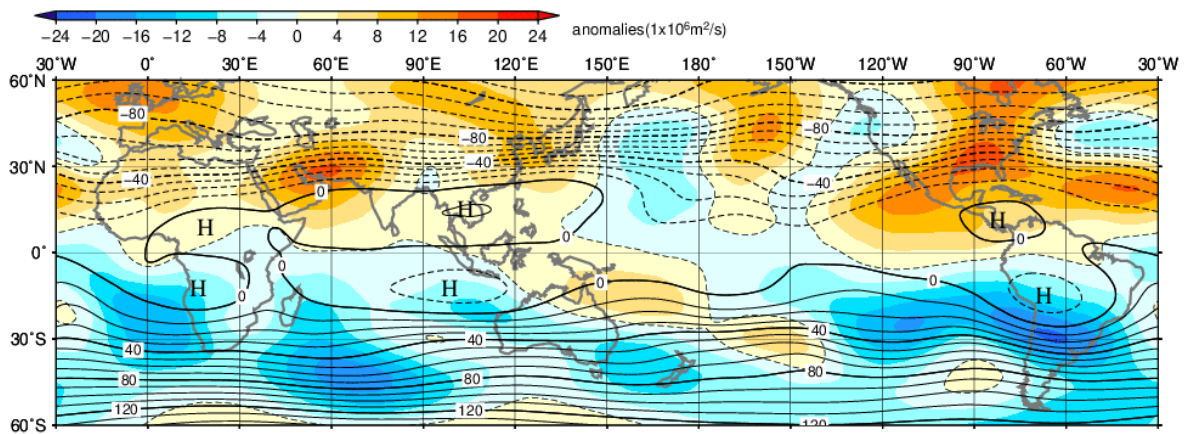 −24 −20 −16 −12 −8 −4 0 4 8 12 16 20 24 anomalies(1x10⁶m²/s)
30°W 0° 30°E 60°E 90°E 120°E 150°E 180° 150°W 120°W 90°W 60°W 30°W
60°N
−80 −80 −80
30°N
−40 −40 −40
0 H H H
0 0
0°
0 0 0 0
H H H
30°S
40 40 40
80 80 80
120 120 120
60°S